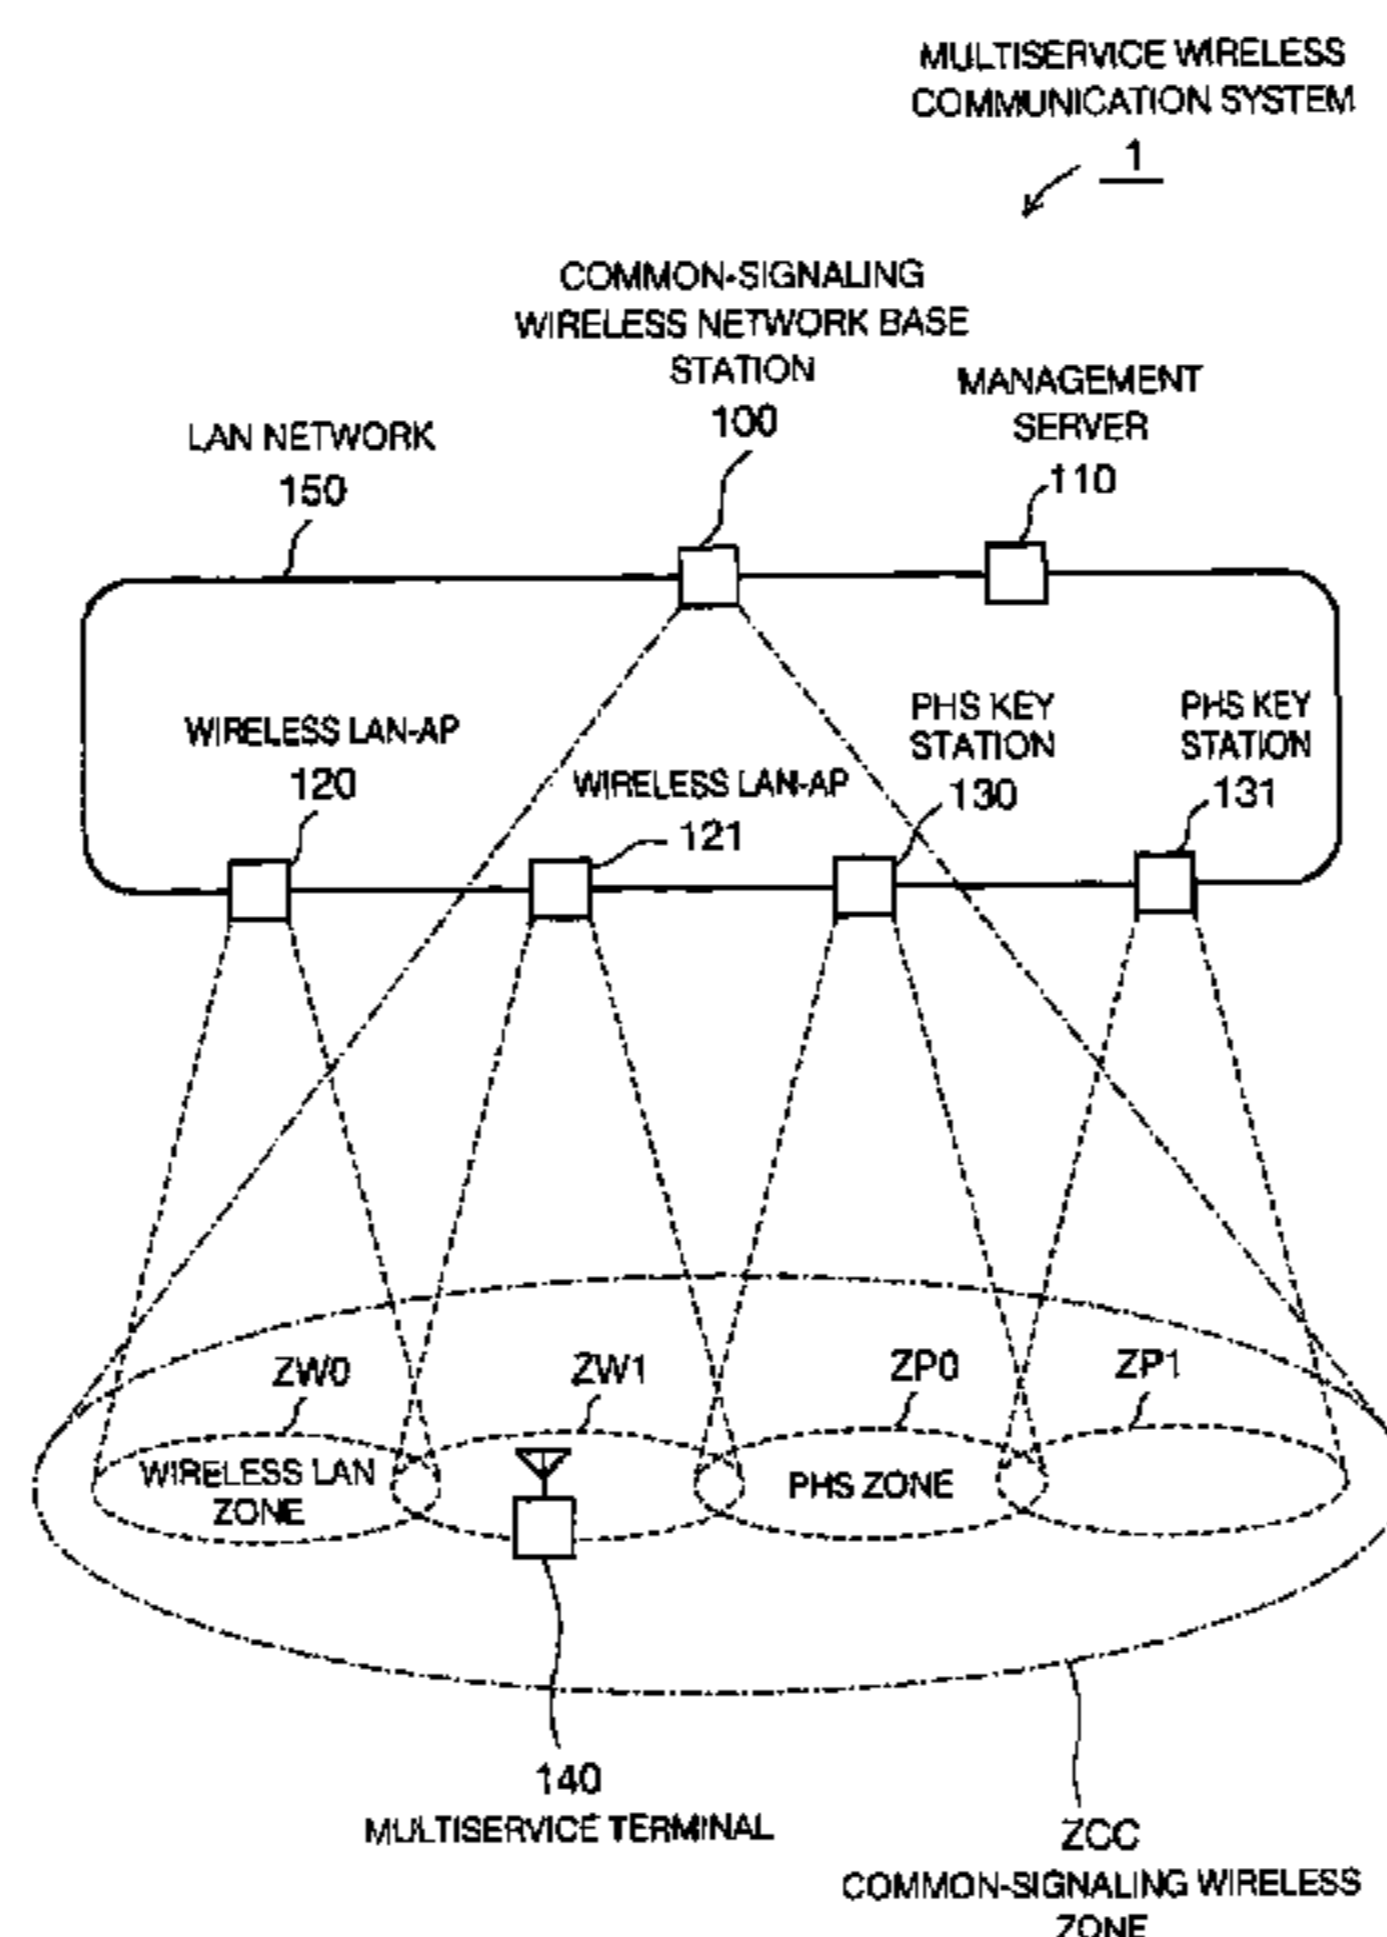 MULTISERVICE WIRELESS
COMMUNICATION SYSTEM
1
COMMON-SIGNALING
WIRELESS NETWORK BASE
STATION
100
MANAGEMENT
SERVER
110
LAN NETWORK
150
WIRELESS LAN-AP
120
WIRELESS LAN-AP
121
PHS KEY
STATION
130
PHS KEY
STATION
131
ZW0
ZW1
ZP0
ZP1
WIRELESS LAN
ZONE
PHS ZONE
140
MULTISERVICE TERMINAL
ZCC
COMMON-SIGNALING WIRELESS
ZONE